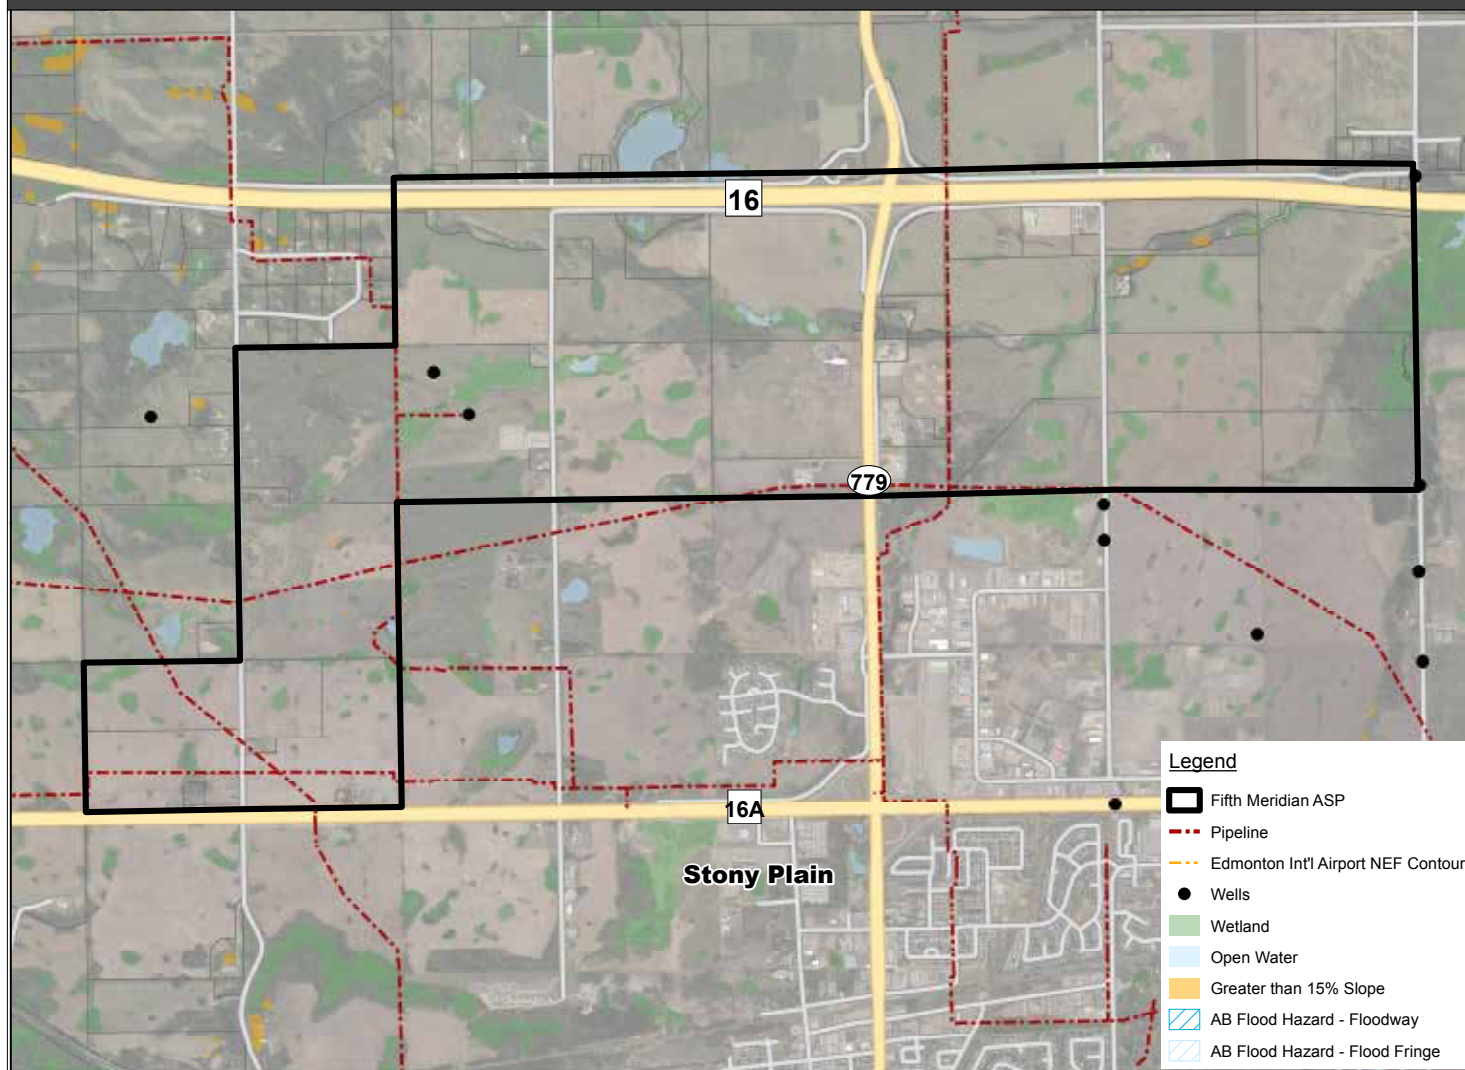 16
779
16A
Stony Plain
Legend
Fifth Meridian ASP
Pipeline
Edmonton Int'l Airport NEF Contour
Wells
Wetland
Open Water
Greater than 15% Slope
AB Flood Hazard - Floodway
AB Flood Hazard - Flood Fringe